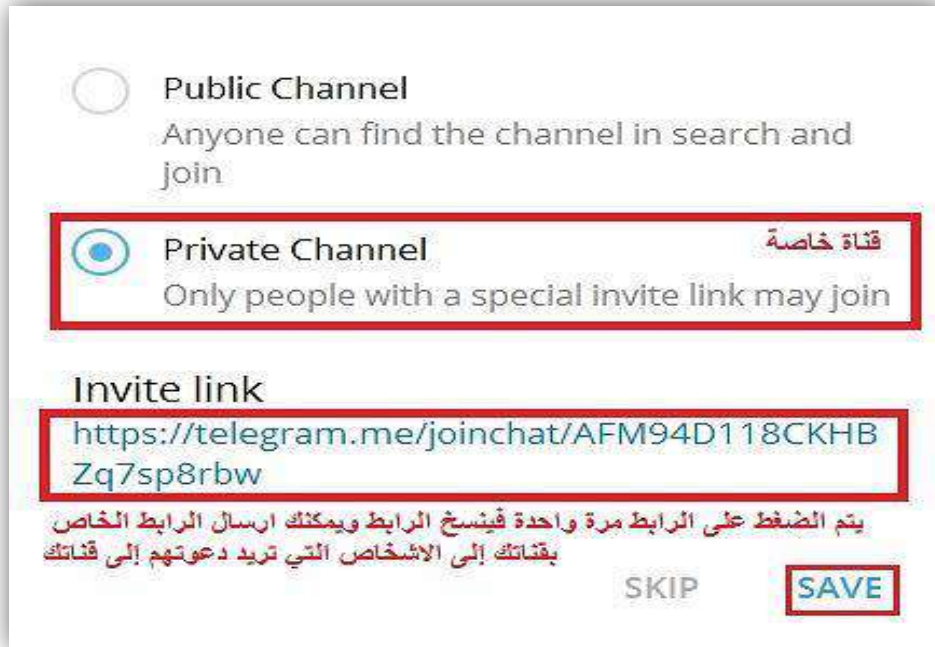 Public Channel
Anyone can find the channel in search and
join
Private Channel
قناة خاصة
Only people with a special invite link may join
Invite link
https://telegram.me/joinchat/AFM94D118CKHB
Zq7sp8rbw
يتم الضغط على الرابط مرة واحدة فينسخ الرابط ويمكنك ارسال الرابط الخاص
بقناتك إلى الاشخاص التي تريد دعوتهم إلى قناتك
SKIP
SAVE